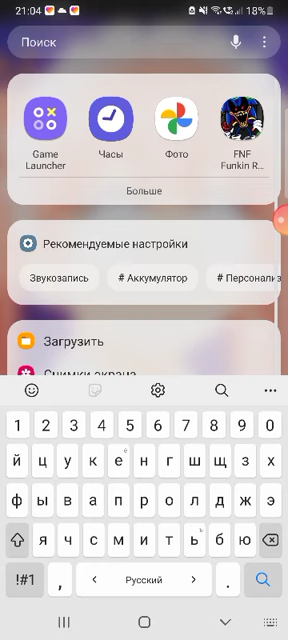 21:04 18%
Поиск
Game
Launcher
Часы
Фото
FNF
Funkin R...
Больше
Рекомендуемые настройки
Звукозапись # Аккумулятор # Персонализ
Загрузить
Снимки экрана
1 2 3 4 5 6 7 8 9 0
й ц у к е ё н г ш щ з х
ф ы в а п р о л д ж э
я ч с м и т ь ъ б ю
!#1 , < Русский > .